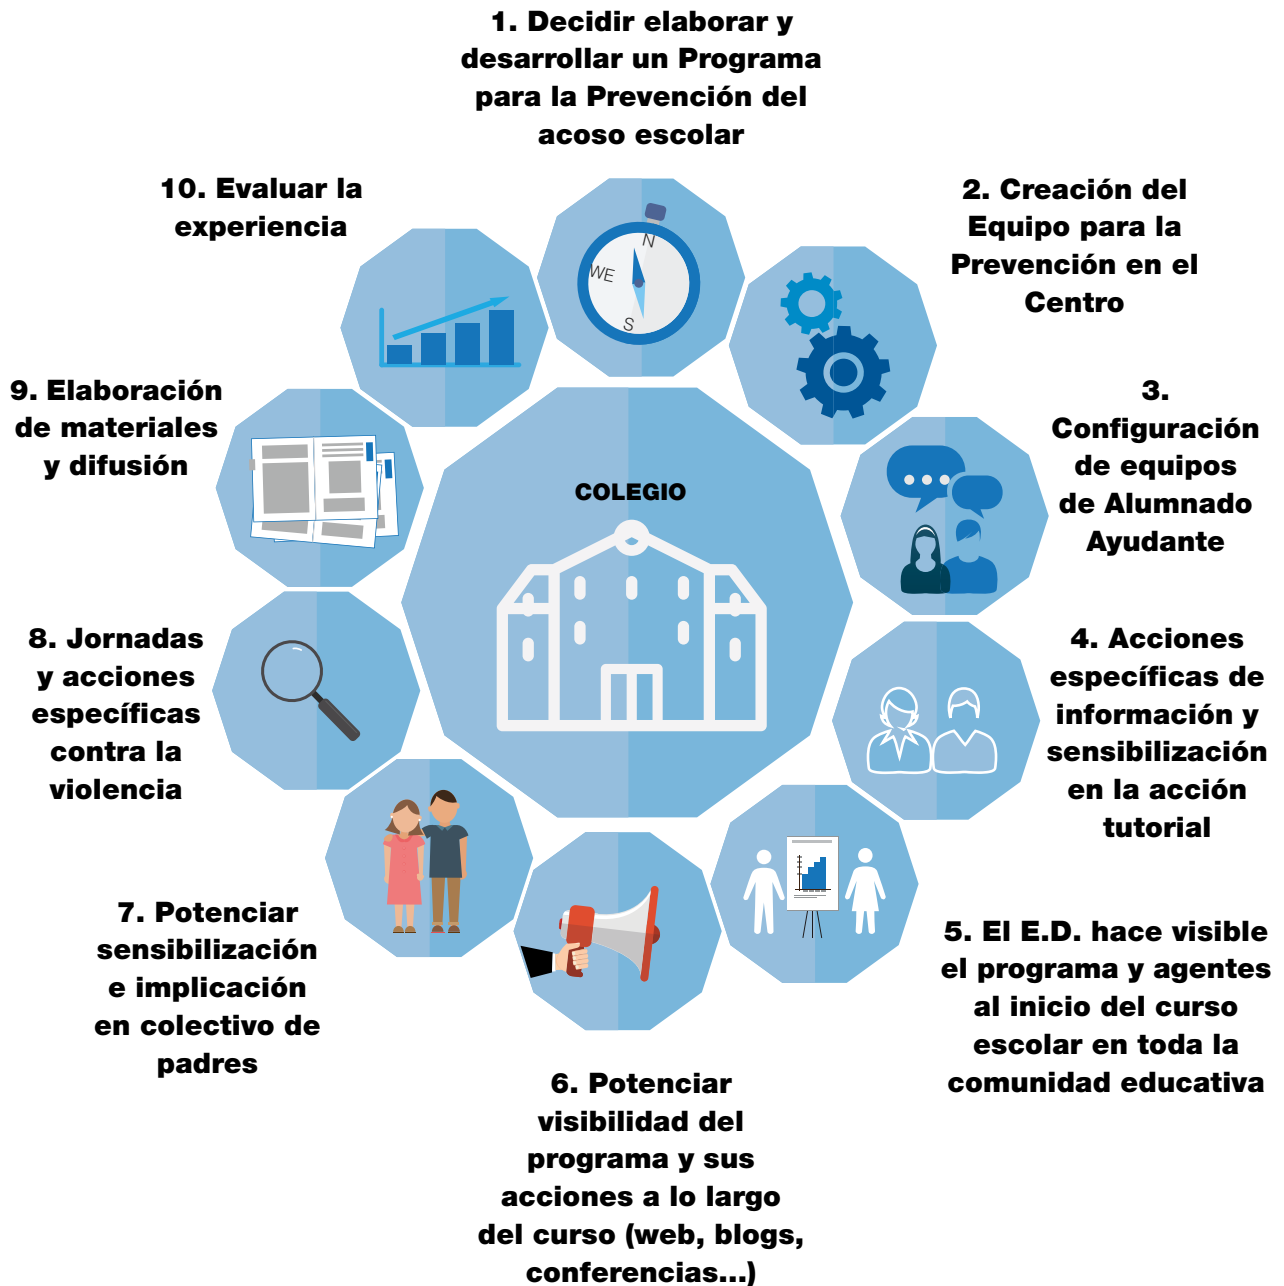 1. Decidir elaborar y
desarrollar un Programa
para la Prevención del
acoso escolar
2. Creación del
Equipo para la
Prevención en el
Centro
3.
Configuración
de equipos
de Alumnado
Ayudante
4. Acciones
específicas de
información y
sensibilización
en la acción
tutorial
5. El E.D. hace visible
el programa y agentes
al inicio del curso
escolar en toda la
comunidad educativa
6. Potenciar
visibilidad del
programa y sus
acciones a lo largo
del curso (web, blogs,
conferencias...)
7. Potenciar
sensibilización
e implicación
en colectivo de
padres
8. Jornadas
y acciones
específicas
contra la
violencia
9. Elaboración
de materiales
y difusión
10. Evaluar la
experiencia
N
WE
S
COLEGIO